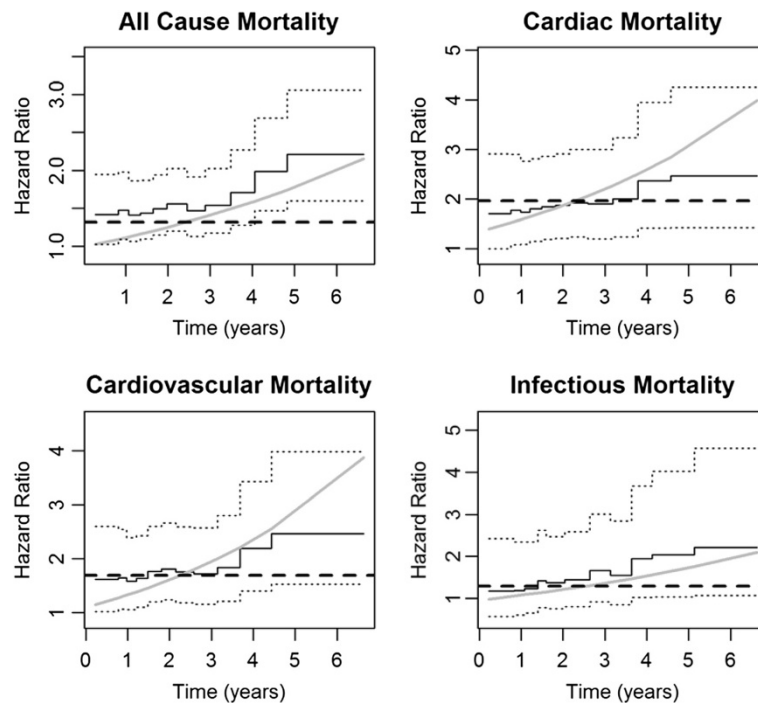 All Cause Mortality
Hazard Ratio
1.0
2.0
3.0
1 2 3 4 5 6
Time (years)
Cardiac Mortality
Hazard Ratio
1 2 3 4 5
0 1 2 3 4 5 6
Time (years)
Cardiovascular Mortality
Hazard Ratio
1 2 3 4
0 1 2 3 4 5 6
Time (years)
Infectious Mortality
Hazard Ratio
1 2 3 4 5
0 1 2 3 4 5 6
Time (years)